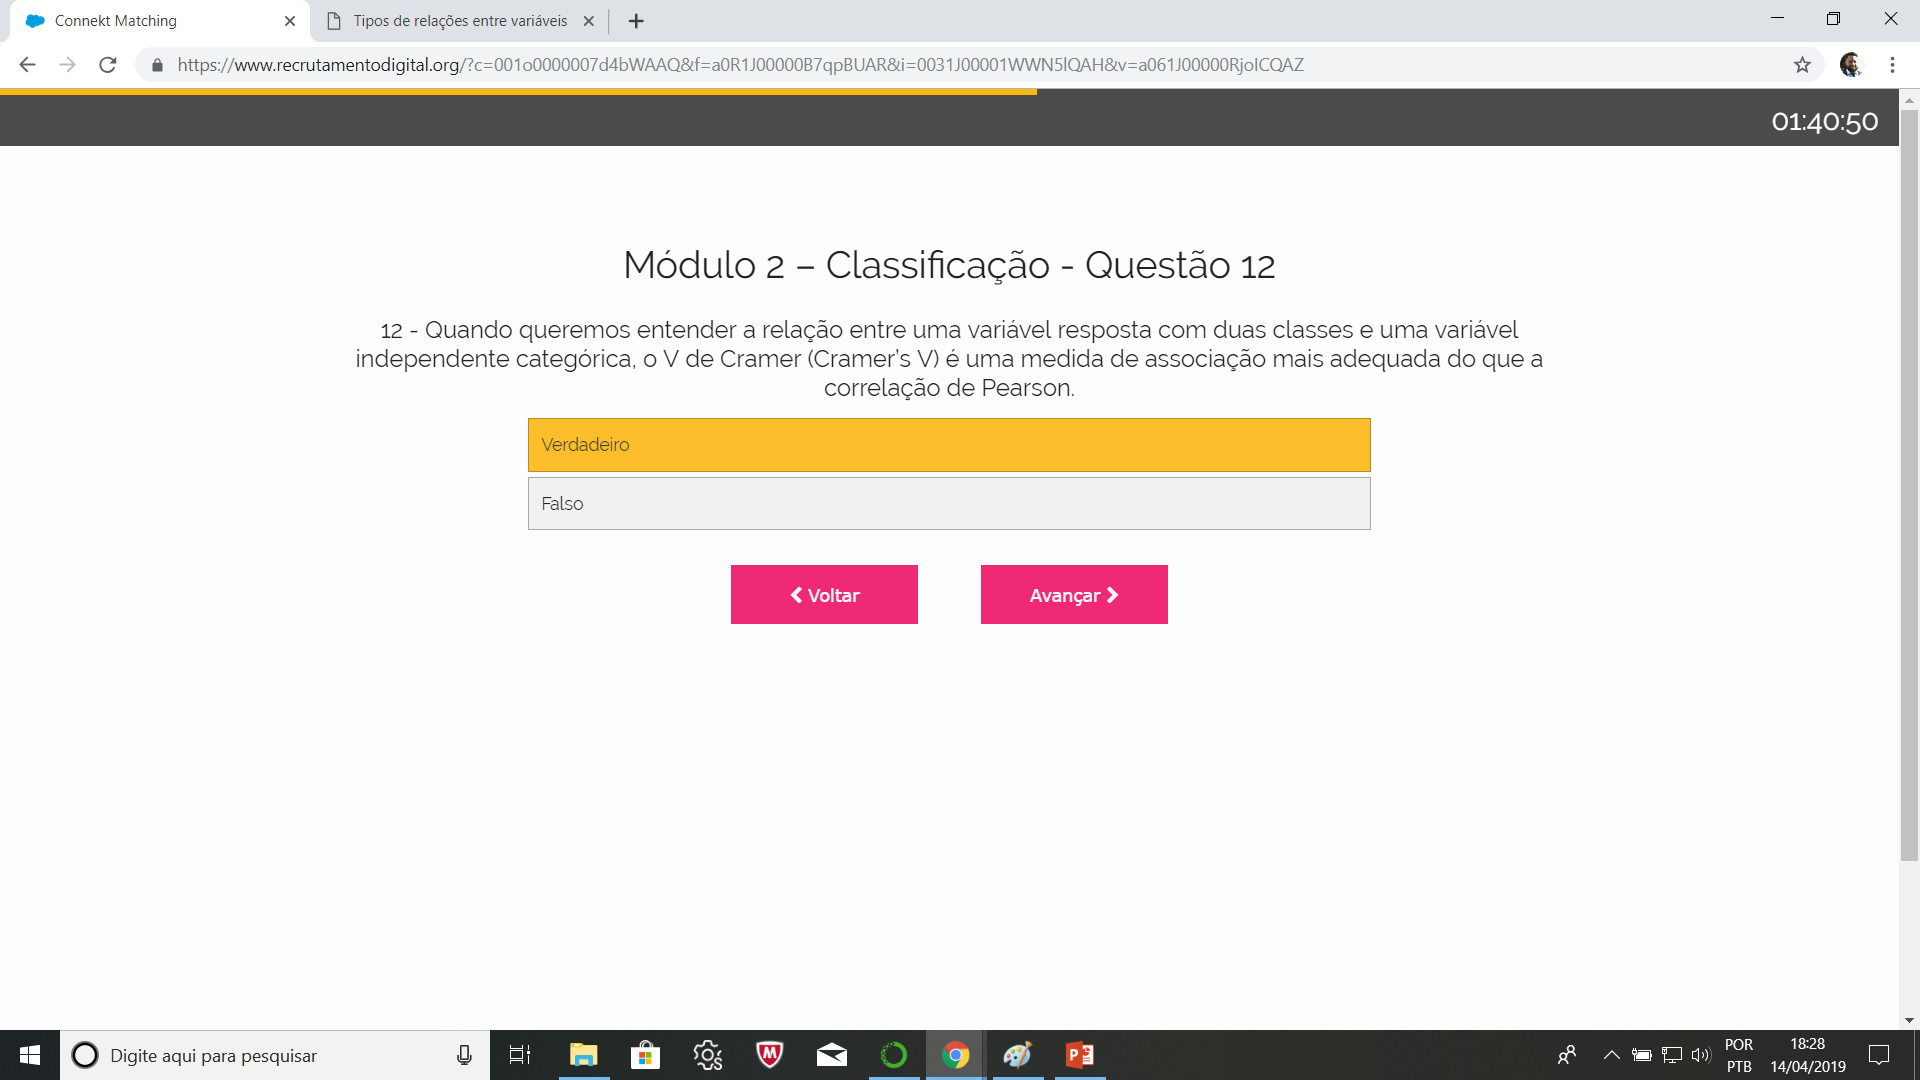 Connekt Matching
Tipos de relações entre variáveis
https://www.recrutamentodigital.org/?c=001o0000007d4bWAAQ&f=a0R1J00000B7qpBUAR&i=0031J00001WWN5lQAH&v=a061J00000RjoICQAZ
01:40:50
Módulo 2 – Classificação - Questão 12
12 - Quando queremos entender a relação entre uma variável resposta com duas classes e uma variável
independente categórica, o V de Cramer (Cramer's V) é uma medida de associação mais adequada do que a
correlação de Pearson.
Verdadeiro
Falso
Voltar
Avançar
Digite aqui para pesquisar
POR
PTB
18:28
14/04/2019